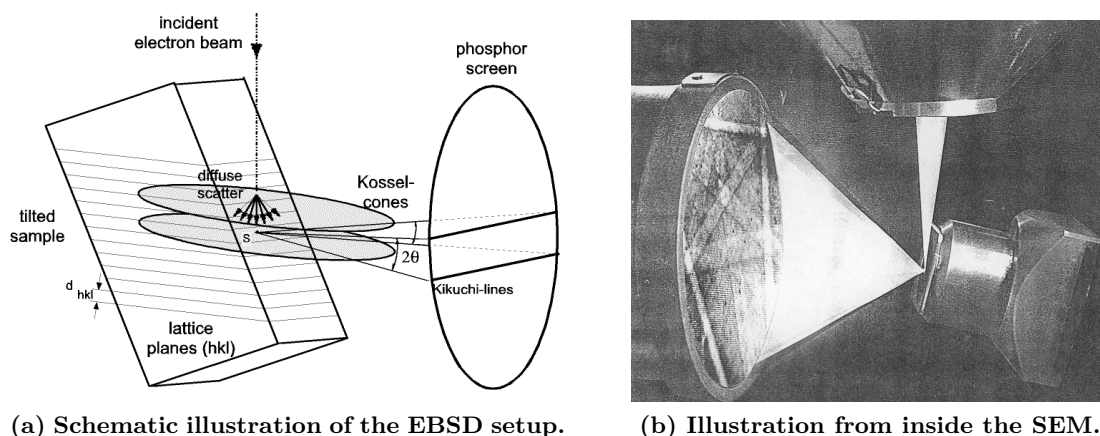 incident
electron beam
phosphor
screen
diffuse
scatter
Kossel-
cones
tilted
sample
S
2θ
Kikuchi-lines
d hkl
lattice
planes (hkl)
(a) Schematic illustration of the EBSD setup.
(b) Illustration from inside the SEM.